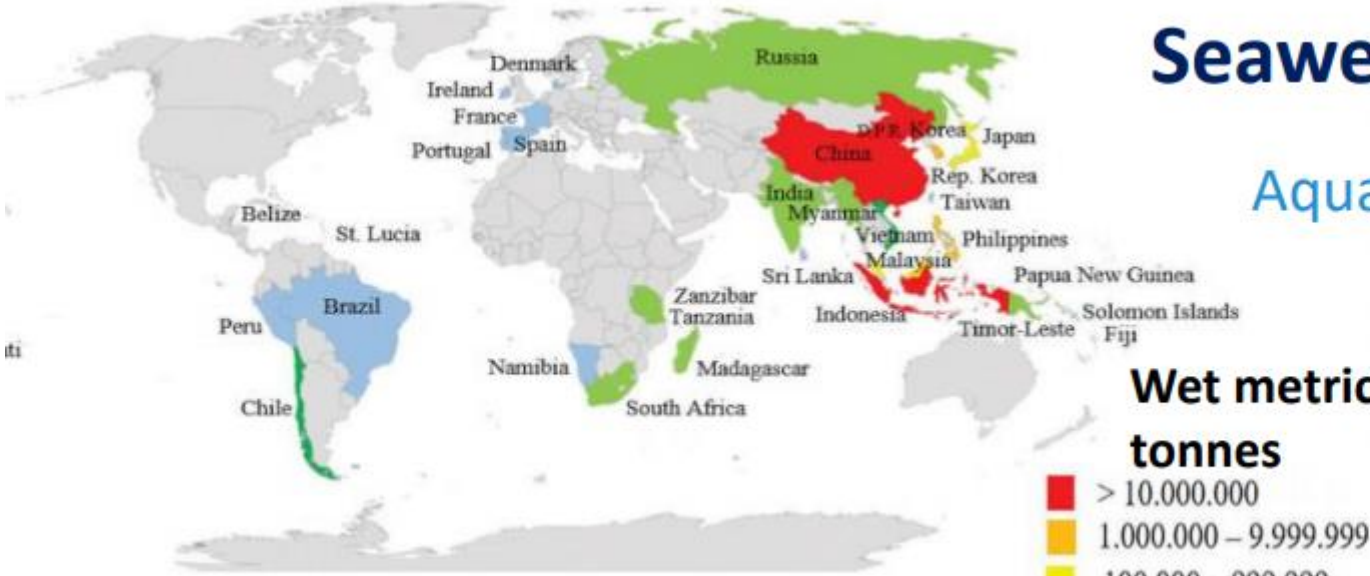 Seawe
Aqua
Russia
Denmark
Ireland
France
Portugal
Spain
D.P.R. Korea
Japan
China
Rep. Korea
India
Taiwan
Myanmar
Vietnam
Philippines
Malaysia
Sri Lanka
Papua New Guinea
Indonesia
Timor-Leste
Solomon Islands
Fiji
Belize
St. Lucia
Brazil
Peru
Zanzibar
Tanzania
iti
Namibia
Madagascar
Chile
South Africa
Wet metric
tonnes
> 10.000.000
1.000.000 – 9.999.999